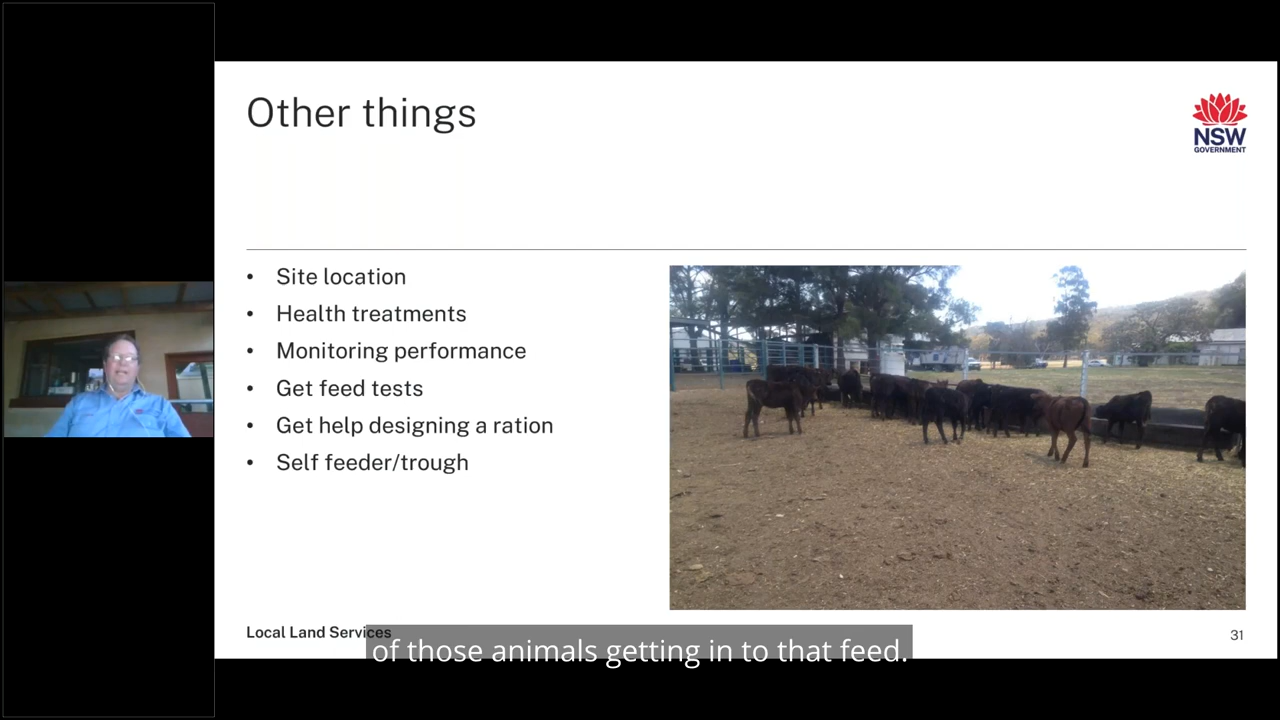 Other things
NSW
GOVERNMENT
• Site location
• Health treatments
• Monitoring performance
• Get feed tests
• Get help designing a ration
• Self feeder/trough
Local Land Services
31
of those animals getting in to that feed.